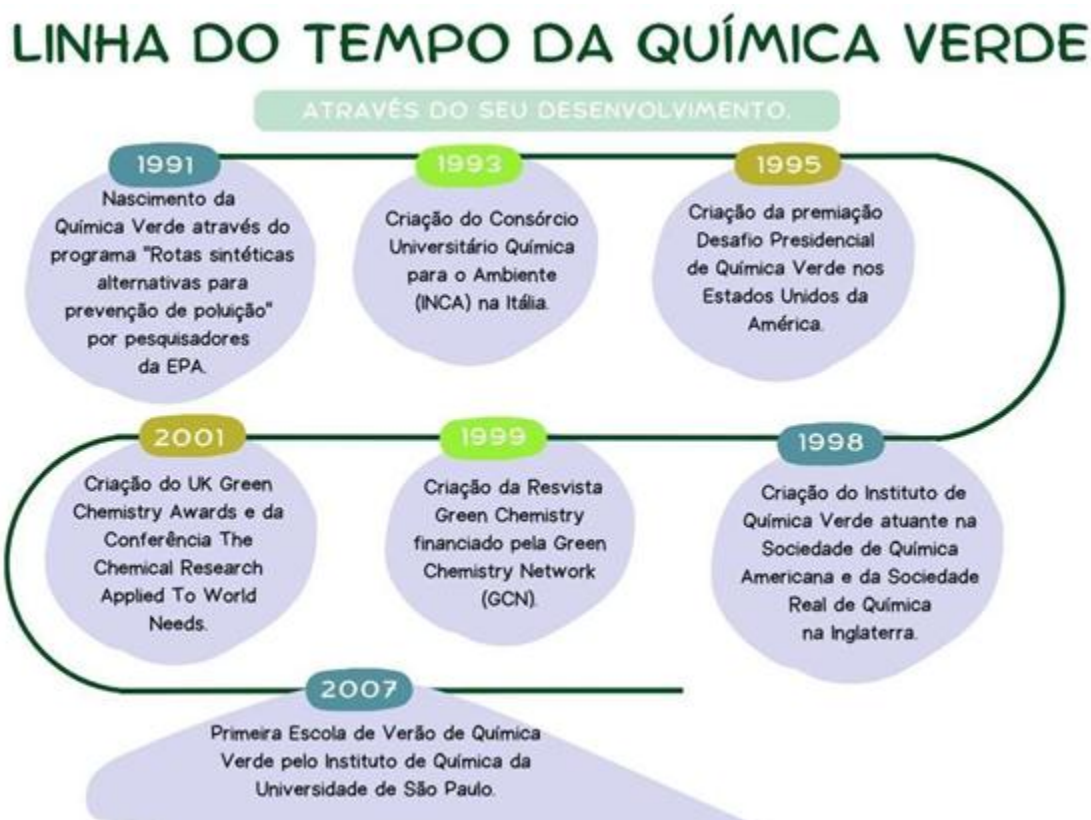 LINHA DO TEMPO DA QUÍMICA VERDE
ATRAVÉS DO SEU DESENVOLVIMENTO.
1991
Nascimento da
Química Verde através do
programa "Rotas sintéticas
alternativas para
prevenção de poluição"
por pesquisadores
da EPA.
1993
Criação do Consórcio
Universitário Química
para o Ambiente
(INCA) na Itália.
1995
Criação da premiação
Desafio Presidencial
de Química Verde nos
Estados Unidos da
América.
1998
Criação do Instituto de
Química Verde atuante na
Sociedade de Química
Americana e da Sociedade
Real de Química
na Inglaterra.
1999
Criação da Resvista
Green Chemistry
financiado pela Green
Chemistry Network
(GCN).
2001
Criação do UK Green
Chemistry Awards e da
Conferência The
Chemical Research
Applied To World
Needs.
2007
Primeira Escola de Verão de Química
Verde pelo Instituto de Química da
Universidade de São Paulo.